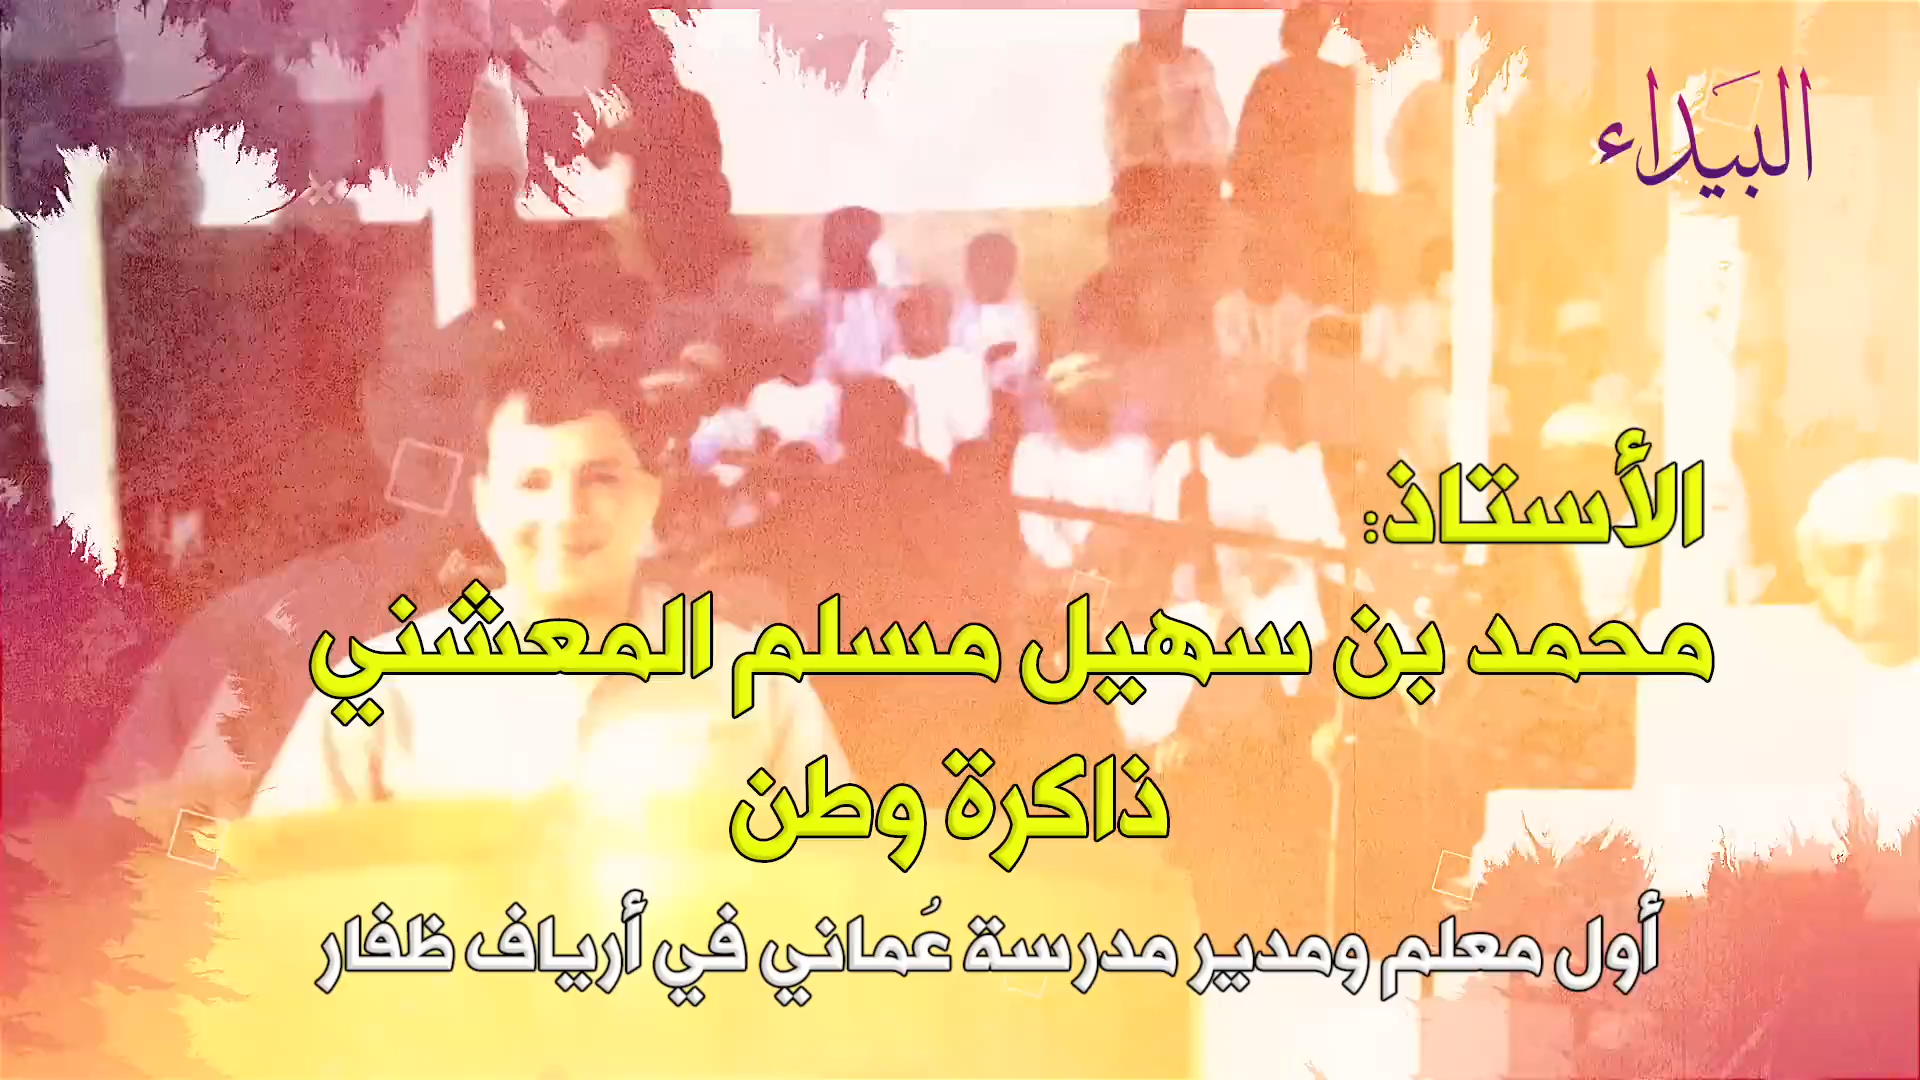 البَيداء
الأستاذ:
محمد بن سهيل مسلم المعشني
ذاكرة وطن
أول معلم ومدير مدرسة عُماني في أرياف ظفار